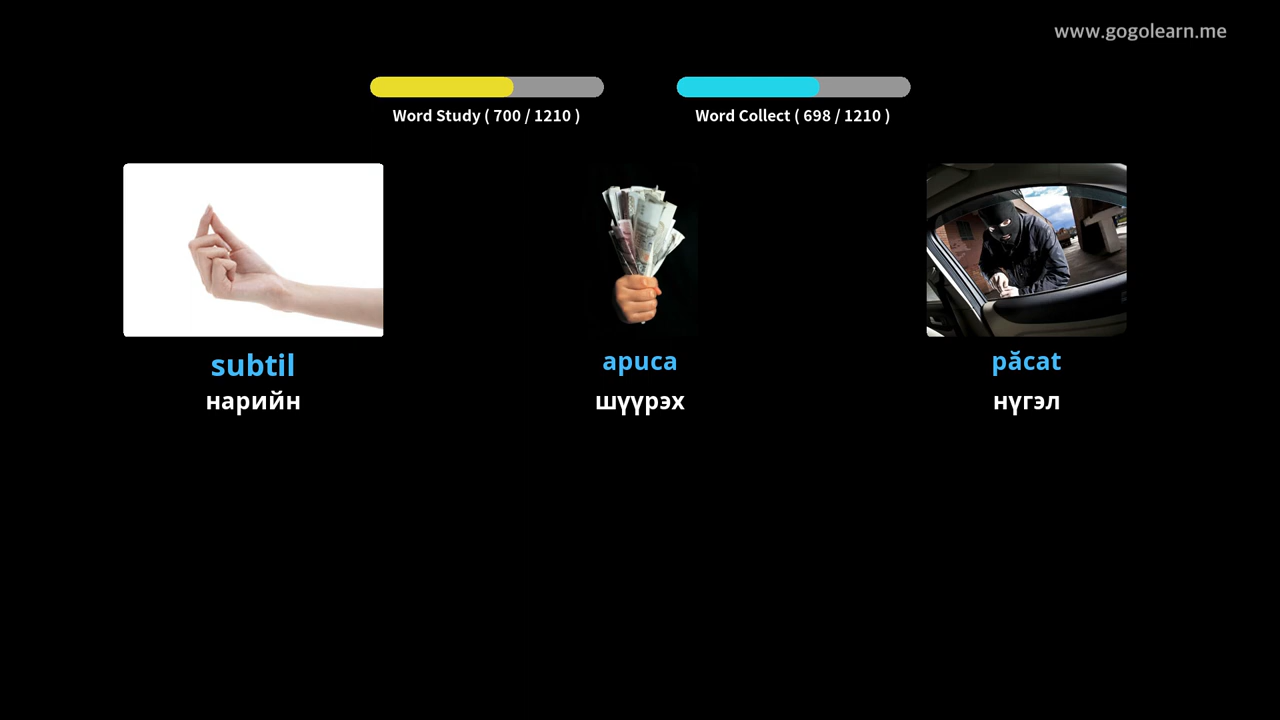 www.gogolearn.me
Word Study ( 700 / 1210 )
Word Collect ( 698 / 1210 )
subtil
apuca
păcat
нарийн
шүүрэх
нүгэл